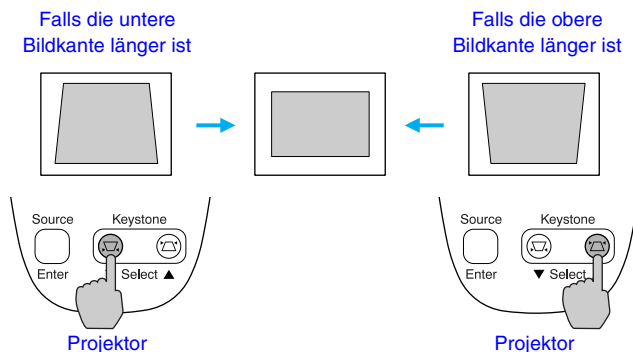 Falls die untere
Bildkante länger ist
Falls die obere
Bildkante länger ist
Source
Keystone
Enter
Select ▲
Projektor
Source
Keystone
Enter
▼ Select
Projektor